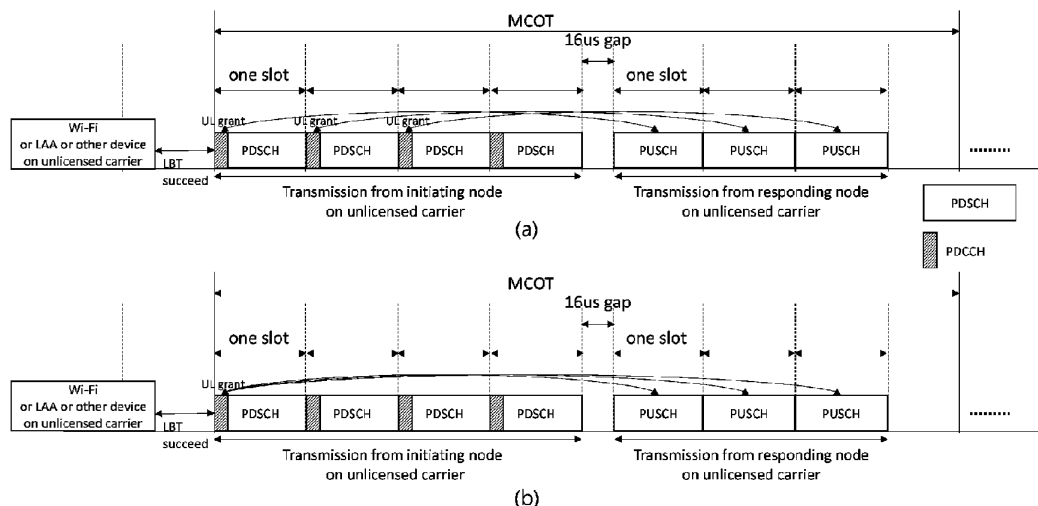 MCOT
16us gap
one slot
one slot
UL grant
UL grant
UL grant
Wi-Fi
or LAA or other device
on unlicensed carrier
PDSCH
PDSCH
PDSCH
PDSCH
PUSCH
PUSCH
PUSCH
.........
LBT
succeed
Transmission from initiating node
on unlicensed carrier
Transmission from responding node
on unlicensed carrier
(a)
PDSCH
PDCCH
MCOT
16us gap
one slot
one slot
UL grant
Wi-Fi
or LAA or other device
on unlicensed carrier
PDSCH
PDSCH
PDSCH
PDSCH
PUSCH
PUSCH
PUSCH
.........
LBT
succeed
Transmission from initiating node
on unlicensed carrier
Transmission from responding node
on unlicensed carrier
(b)